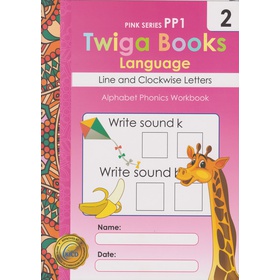 PINK SERIES PP1
2
Twiga Books
Language
Line and Clockwise Letters
Alphabet Phonics Workbook
Write sound k
Write sound
Name:
Date: